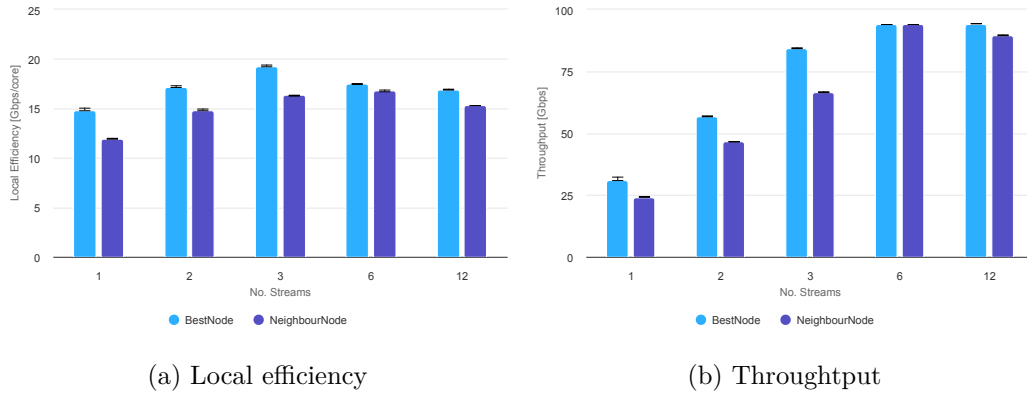 25
20
15
10
5
0
Local Efficiency [Gbps/core]
1 2 3 6 12
No. Streams
BestNode NeighbourNode
(a) Local efficiency
100
75
50
25
0
Throughput [Gbps]
1 2 3 6 12
No. Streams
BestNode NeighbourNode
(b) Throughtput